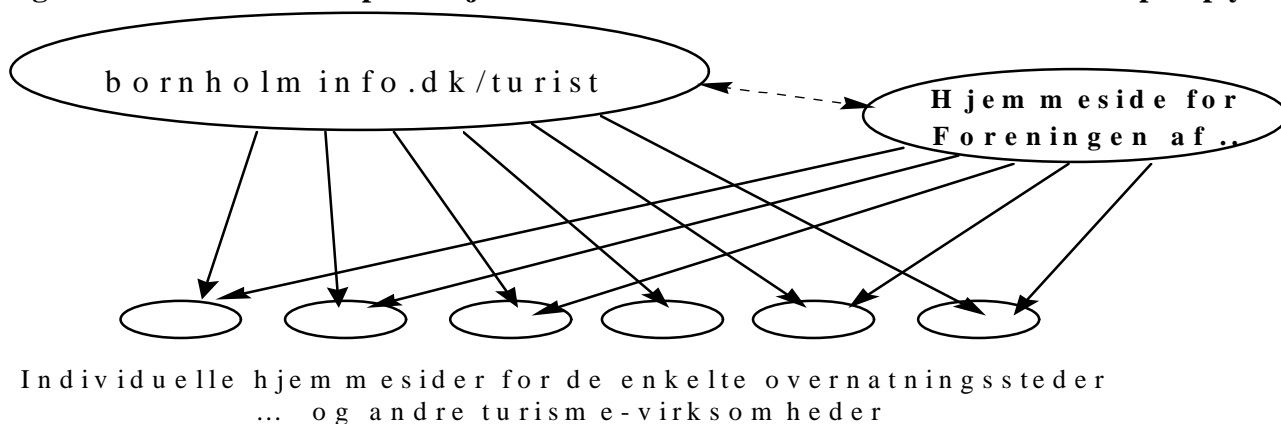 bornholminfo.dk/turist
Hjemmeside for
Foreningen af ..
Individuelle hjemmesider for de enkelte overnatningssteder
... og andre turisme-virksomheder